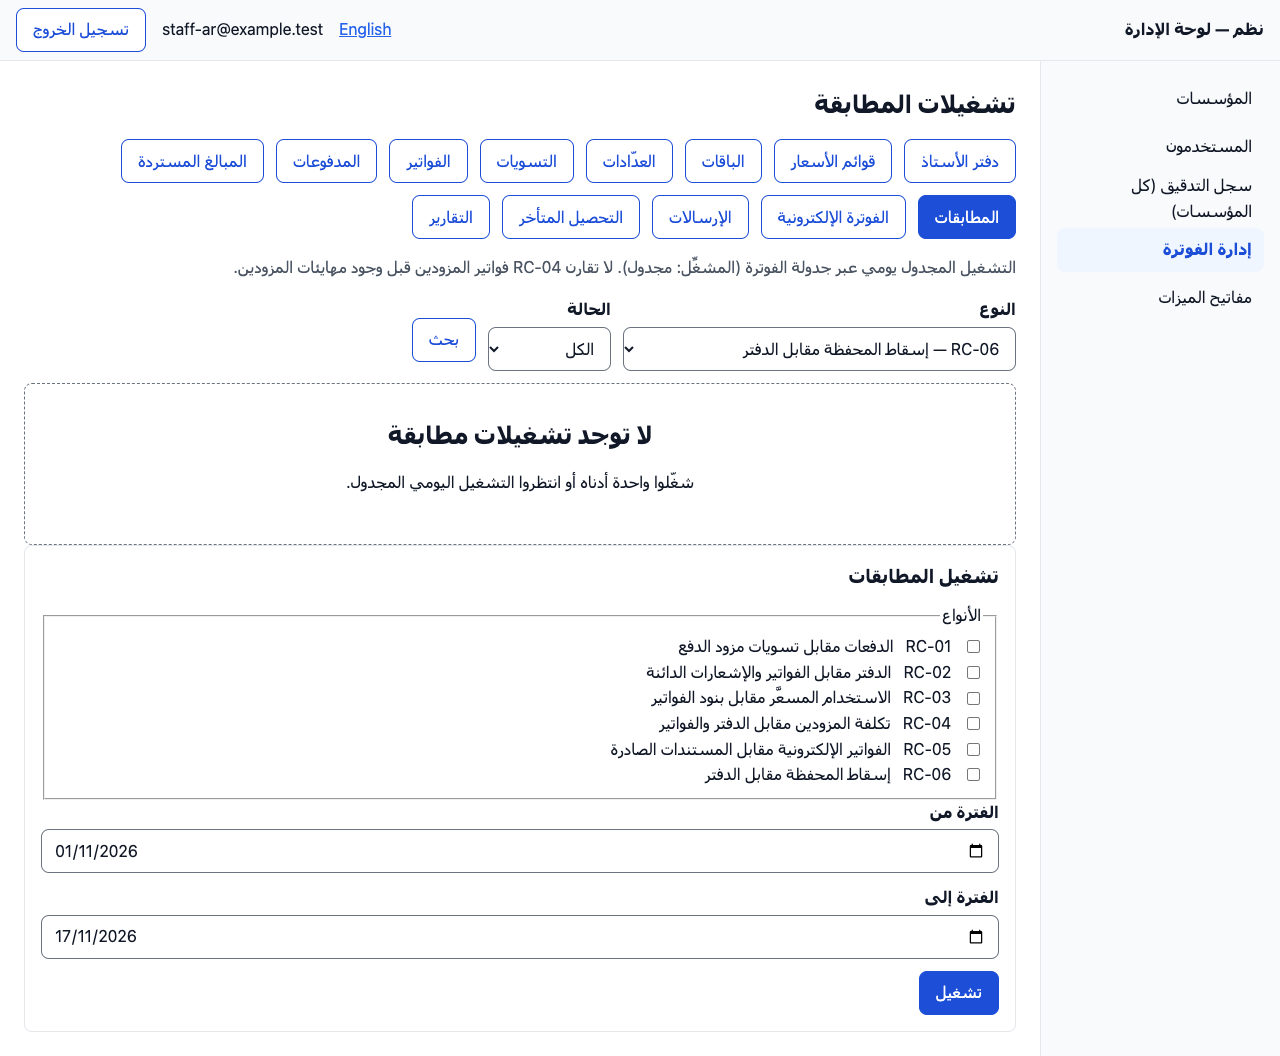 نظم — لوحة الإدارة
English
staff-ar@example.test
تسجيل الخروج
المؤسسات
المستخدمون
سجل التدقيق (كل
المؤسسات)
إدارة الفوترة
مفاتيح الميزات
تشغيلات المطابقة
دفتر الأستاذ
قوائم الأسعار
الباقات
العدّادات
التسويات
الفواتير
المدفوعات
المبالغ المستردة
المطابقات
الفوترة الإلكترونية
الإرسالات
التحصيل المتأخر
التقارير
التشغيل المجدول يومي عبر جدولة الفوترة (المشغّل: مجدول). لا تقارن RC-04 فواتير المزودين قبل وجود مهايئات المزودين.
النوع
RC-06 — إسقاط المحفظة مقابل الدفتر
الحالة
الكل
بحث
لا توجد تشغيلات مطابقة
شغّلوا واحدة أدناه أو انتظروا التشغيل اليومي المجدول.
تشغيل المطابقات
الأنواع
RC-01 الدفعات مقابل تسويات مزود الدفع
RC-02 الدفتر مقابل الفواتير والإشعارات الدائنة
RC-03 الاستخدام المسعَّر مقابل بنود الفواتير
RC-04 تكلفة المزودين مقابل الدفتر والفواتير
RC-05 الفواتير الإلكترونية مقابل المستندات الصادرة
RC-06 إسقاط المحفظة مقابل الدفتر
الفترة من
01/11/2026
الفترة إلى
17/11/2026
تشغيل